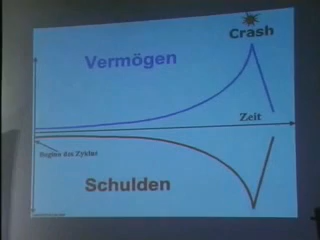 Crash
Vermögen
Zeit
Beginn des Zyklus
Schulden